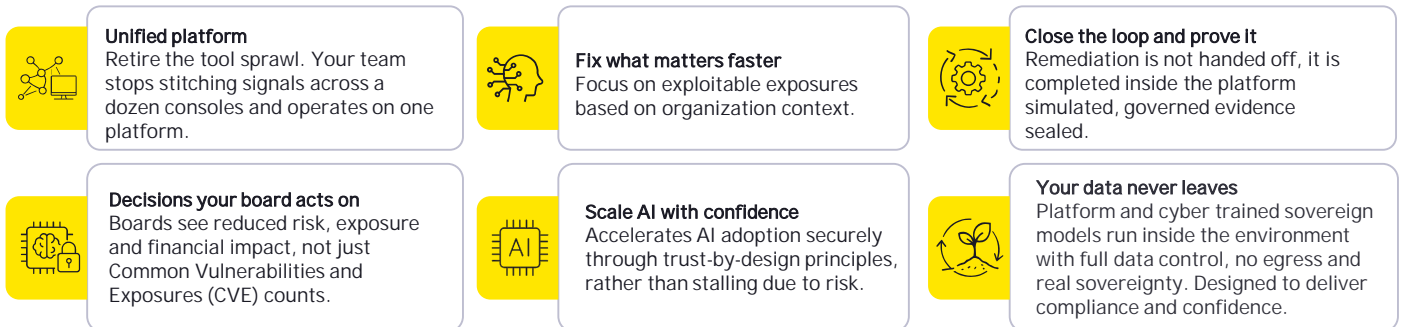 Unified platform
Retire the tool sprawl. Your team
stops stitching signals across a
dozen consoles and operates on one
platform.
Fix what matters faster
Focus on exploitable exposures
based on organization context.
Close the loop and prove it
Remediation is not handed off, it is
completed inside the platform
simulated, governed evidence
sealed.
Decisions your board acts on
Boards see reduced risk, exposure
and financial impact, not just
Common Vulnerabilities and
Exposures (CVE) counts.
AI
Scale AI with confidence
Accelerates AI adoption securely
through trust-by-design principles,
rather than stalling due to risk.
Your data never leaves
Platform and cyber trained sovereign
models run inside the environment
with full data control, no egress and
real sovereignty. Designed to deliver
compliance and confidence.